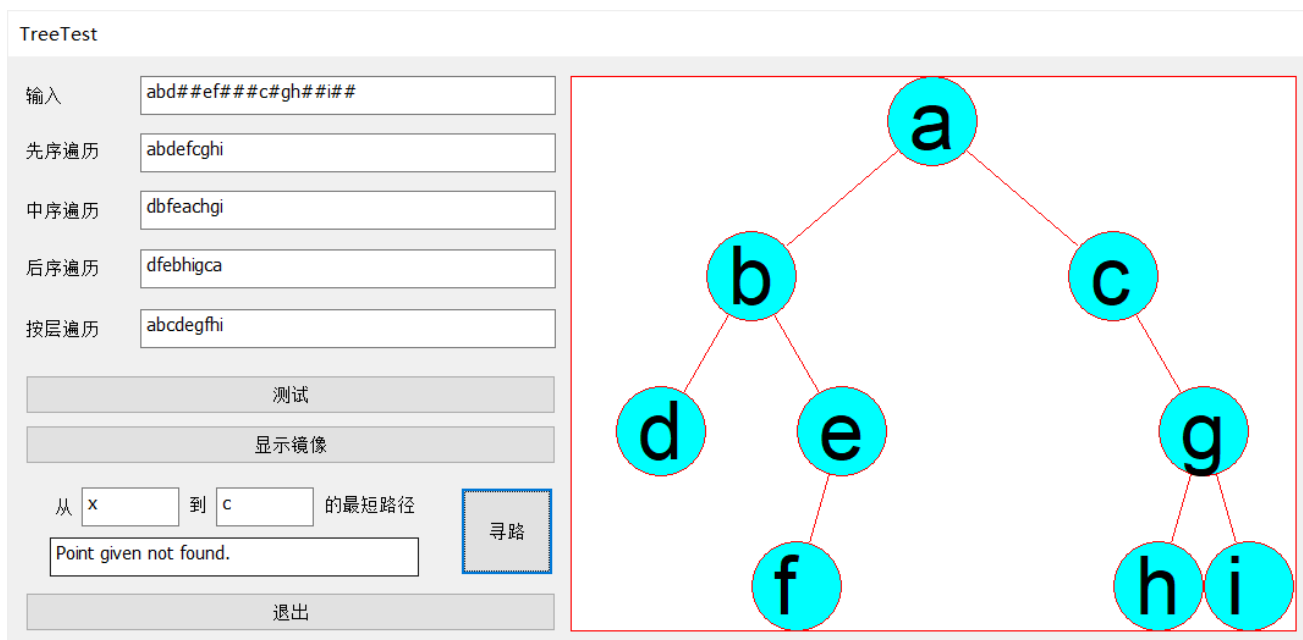 TreeTest
输入 abd##ef###c#gh##i##
先序遍历 abdefcghi
中序遍历 dbfeachgi
后序遍历 dfebhigca
按层遍历 abcdegfhi
测试
显示镜像
从 x 到 c 的最短路径
寻路
Point given not found.
退出
a
b c
d e g
f h i